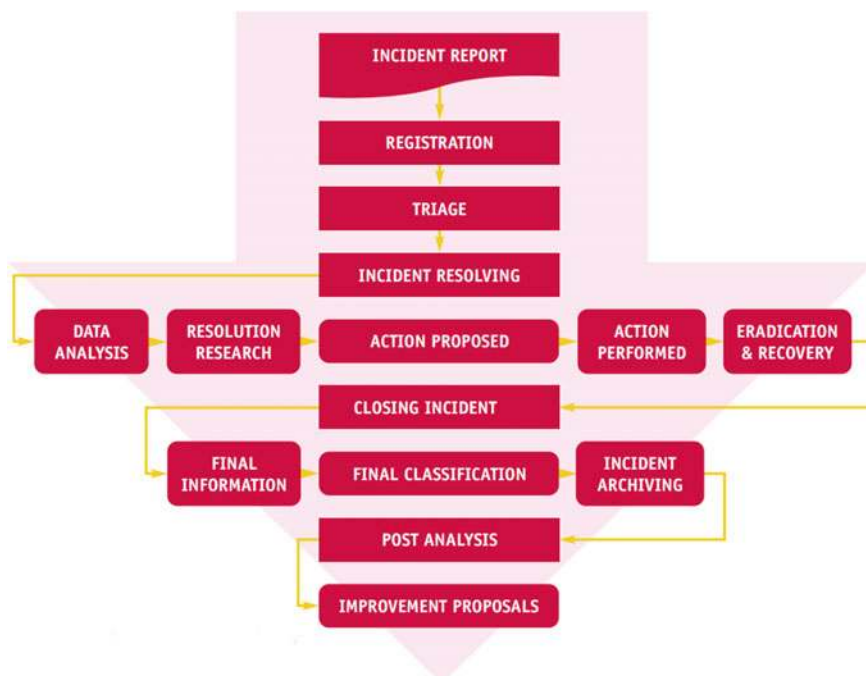 INCIDENT REPORT
REGISTRATION
TRIAGE
INCIDENT RESOLVING
DATA
ANALYSIS
RESOLUTION
RESEARCH
ACTION PROPOSED
ACTION
PERFORMED
ERADICATION
& RECOVERY
CLOSING INCIDENT
FINAL
INFORMATION
FINAL CLASSIFICATION
INCIDENT
ARCHIVING
POST ANALYSIS
IMPROVEMENT PROPOSALS